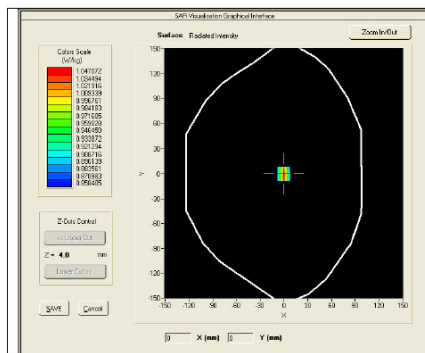 SAR Visualisation Graphical Interface
Surface Radiated Intensity
Zoom In/Out
Colors Scale
(W/kg)
1.047072
1.034494
1.021916
1.009339
0.996761
0.984183
0.971605
0.959028
0.946450
0.933872
0.921294
0.908716
0.896139
0.883561
0.870983
0.858405
150
120
90
60
30
0
-30
-60
-90
-120
-150
Y
-150 -120 -90 -60 -30 0 30 60 90 120 150
X
Z-Cuts Control
<< Upper Cut
Z = 4.0 mm
Lower Cut >>
SAVE Cancel
0 X (mm) 0 Y (mm)